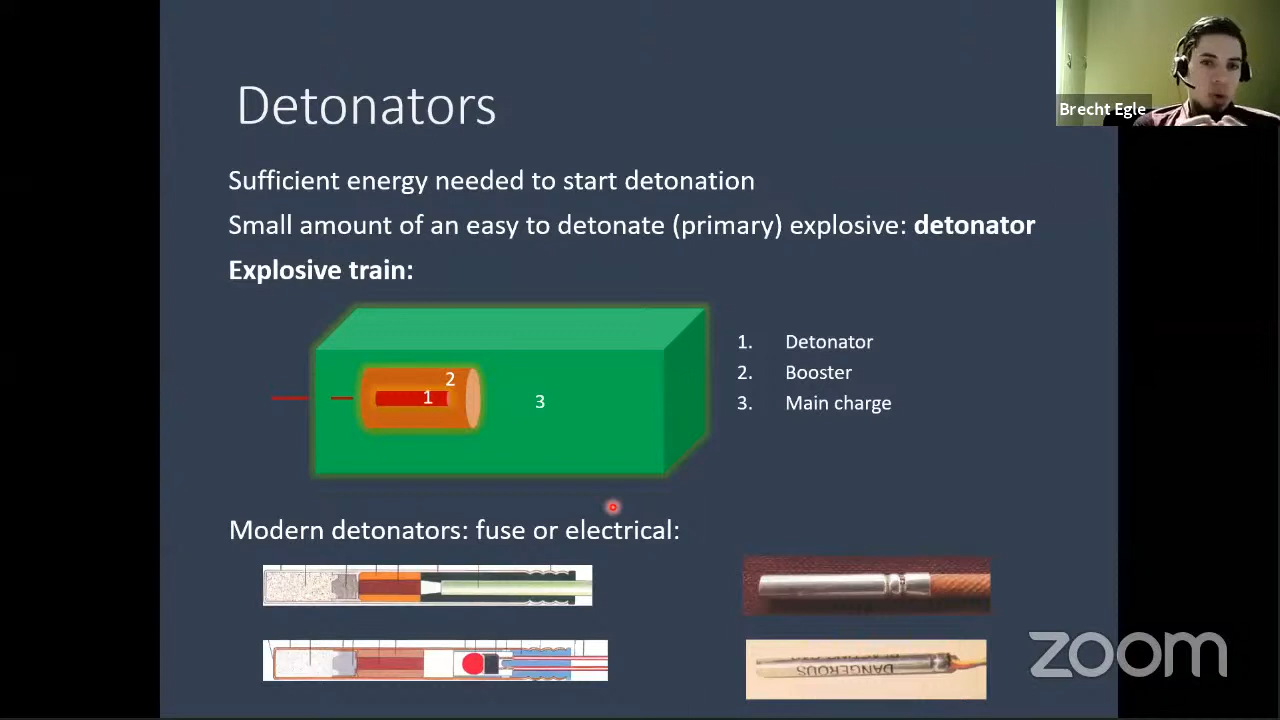 Detonators
Brecht Egle
Sufficient energy needed to start detonation
Small amount of an easy to detonate (primary) explosive: detonator
Explosive train:
1. Detonator
2. Booster
3. Main charge
2
1
3
Modern detonators: fuse or electrical:
DANGEROUS
zoom